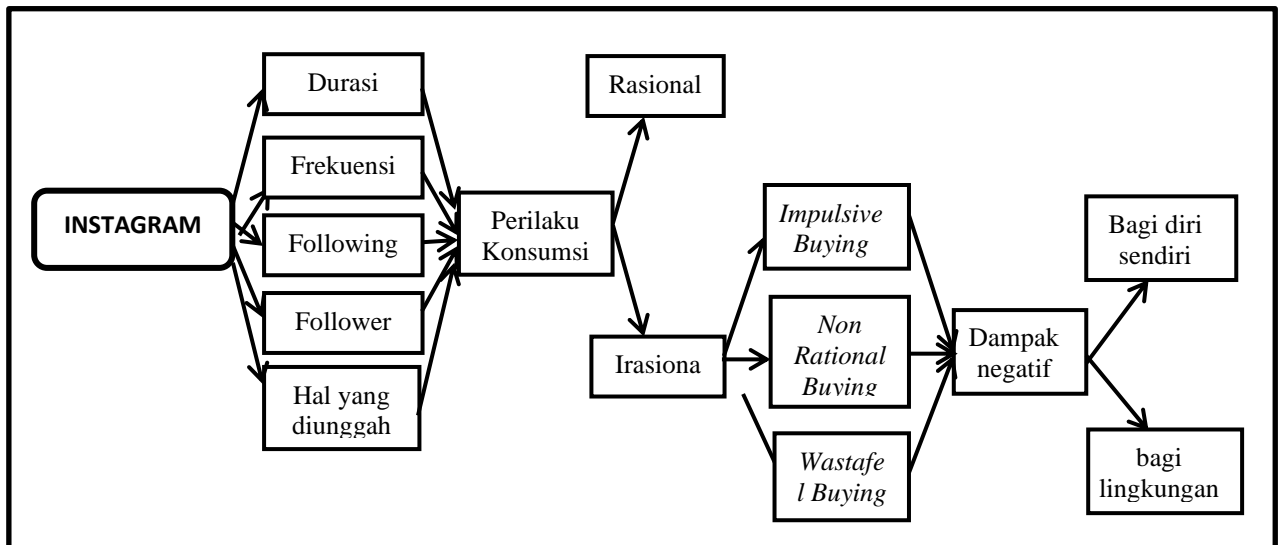 INSTAGRAM
Durasi
Frekuensi
Following
Follower
Hal yang
diunggah
Perilaku
Konsumsi
Rasional
Irasiona
Impulsive
Buying
Non
Rational
Buying
Wastafe
l Buying
Dampak
negatif
Bagi diri
sendiri
bagi
lingkungan